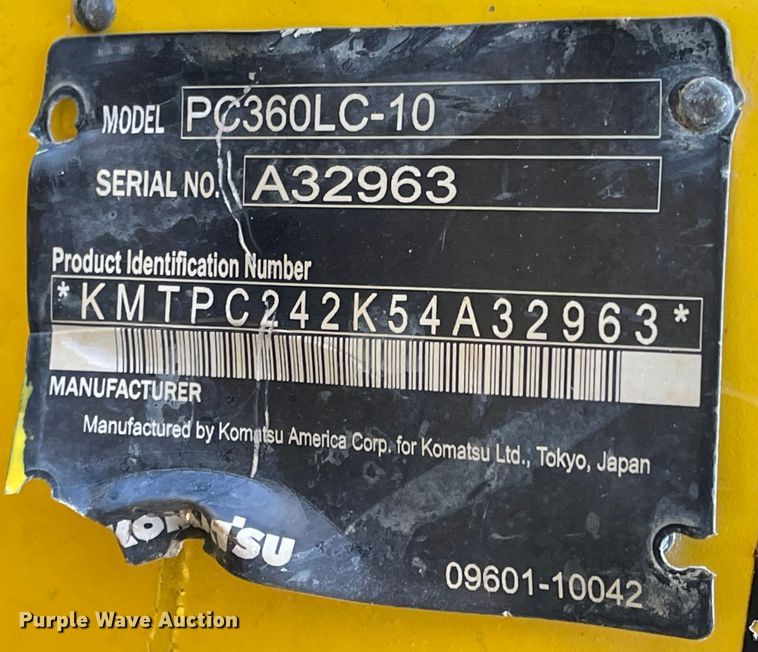 MODEL PC360LC-10
SERIAL NO. A32963
Product Identification Number
*KMTPC242K54A32963*
MANUFACTURER
Manufactured by Komatsu America Corp. for Komatsu Ltd., Tokyo, Japan
KOMATSU
09601-10042
Purple Wave Auction